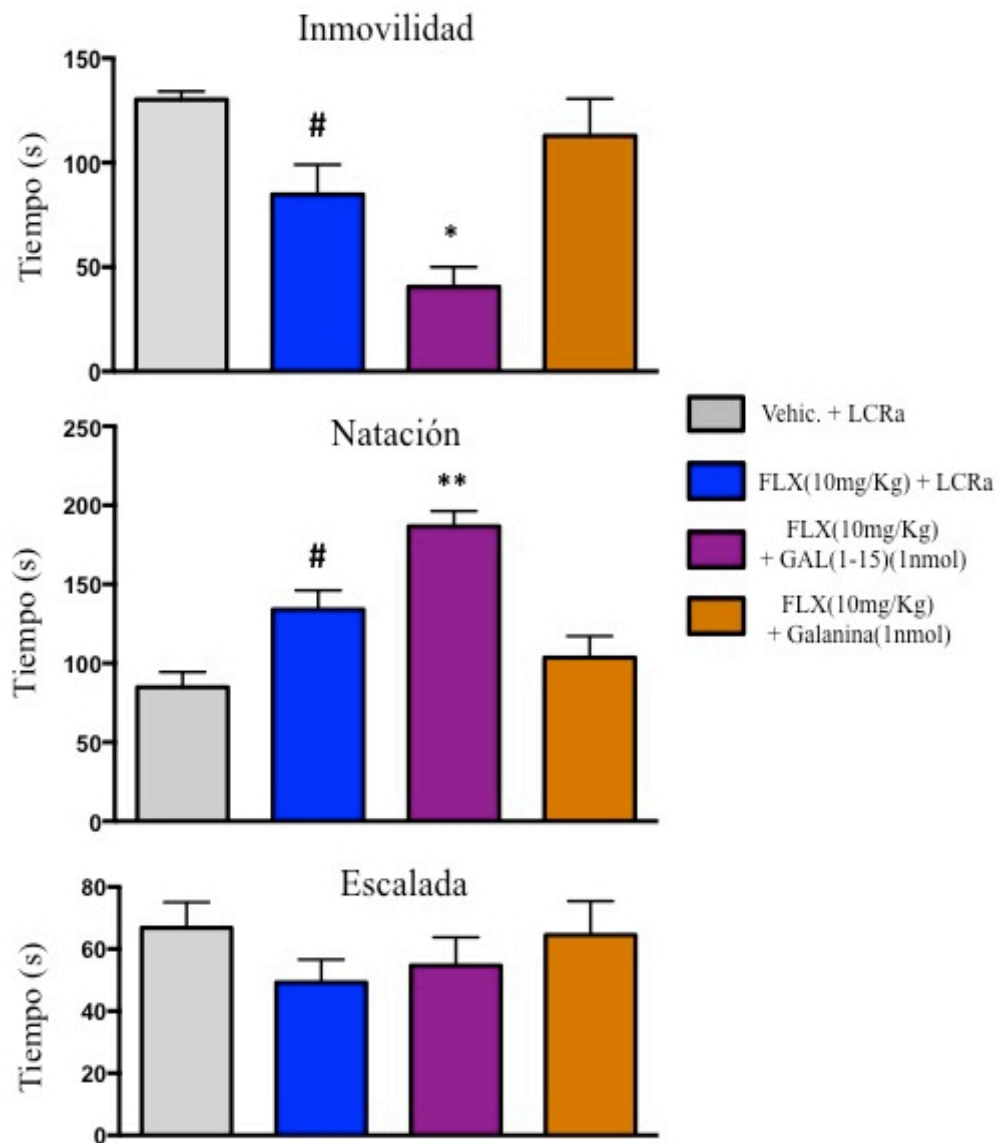 Inmovilidad
150
100
50
0
Tiempo (s)
#
*
Natación
250
200
150
100
50
0
Tiempo (s)
#
**
Vehic. + LCRa
FLX(10mg/Kg) + LCRa
FLX(10mg/Kg)
+ GAL(1-15)(1nmol)
FLX(10mg/Kg)
+ Galanina(1nmol)
Escalada
80
60
40
20
0
Tiempo (s)